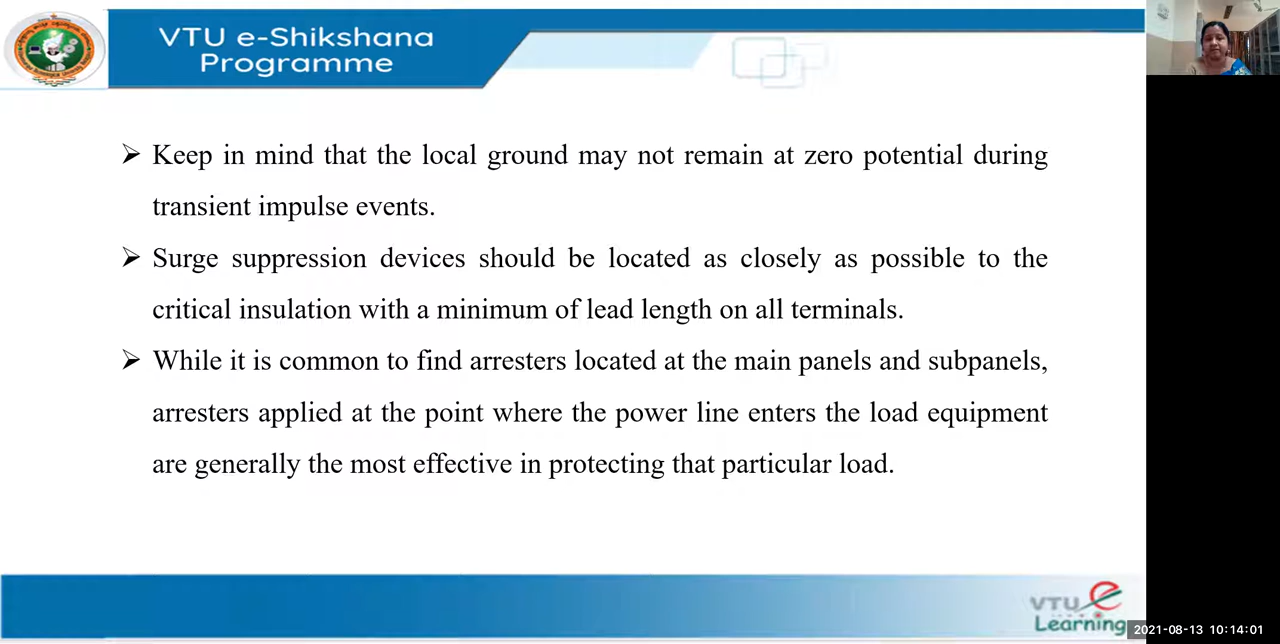 VTU e-Shikshana
Programme
➢ Keep in mind that the local ground may not remain at zero potential during
transient impulse events.
➢ Surge suppression devices should be located as closely as possible to the
critical insulation with a minimum of lead length on all terminals.
➢ While it is common to find arresters located at the main panels and subpanels,
arresters applied at the point where the power line enters the load equipment
are generally the most effective in protecting that particular load.
VTU e
Learning
2021-08-13 10:14:01